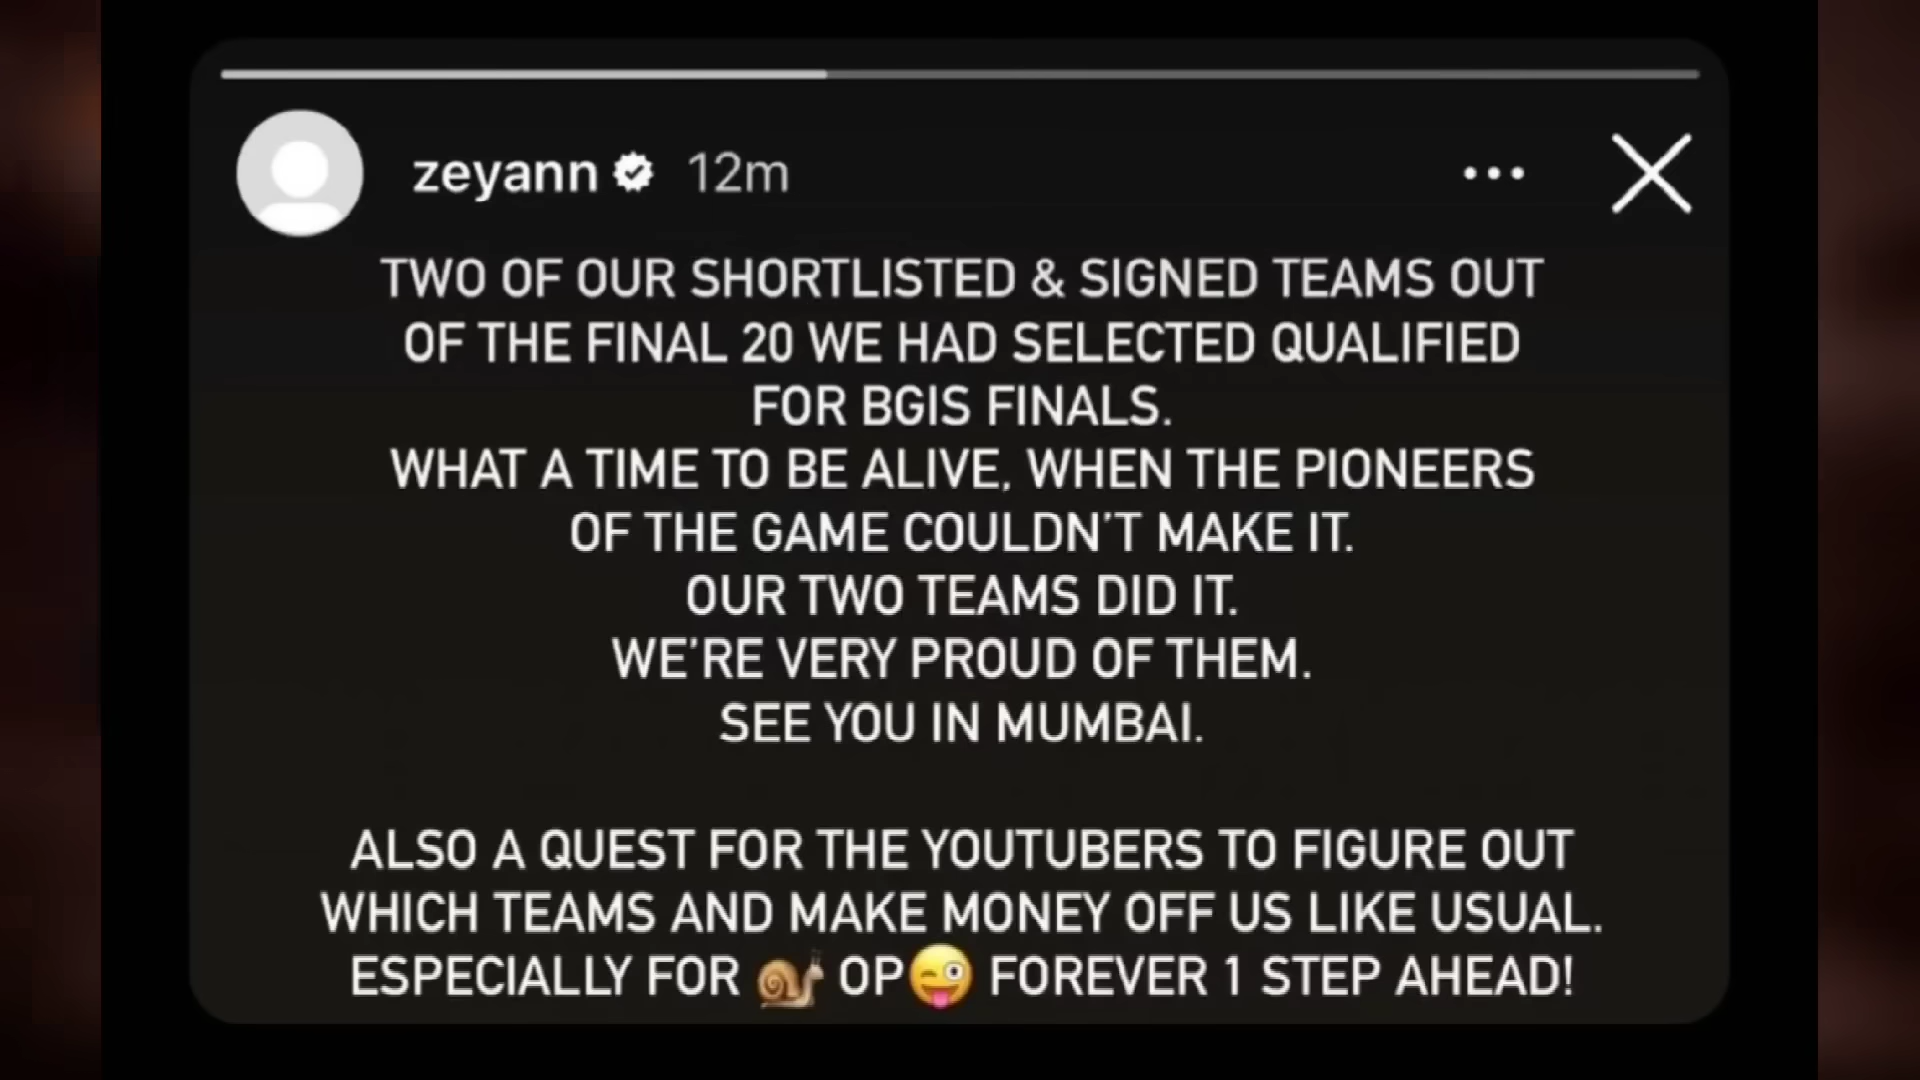 zeyann 12m
TWO OF OUR SHORTLISTED & SIGNED TEAMS OUT
OF THE FINAL 20 WE HAD SELECTED QUALIFIED
FOR BGIS FINALS.
WHAT A TIME TO BE ALIVE, WHEN THE PIONEERS
OF THE GAME COULDN'T MAKE IT.
OUR TWO TEAMS DID IT.
WE'RE VERY PROUD OF THEM.
SEE YOU IN MUMBAI.
ALSO A QUEST FOR THE YOUTUBERS TO FIGURE OUT
WHICH TEAMS AND MAKE MONEY OFF US LIKE USUAL.
ESPECIALLY FOR 🐌 OP😜 FOREVER 1 STEP AHEAD!